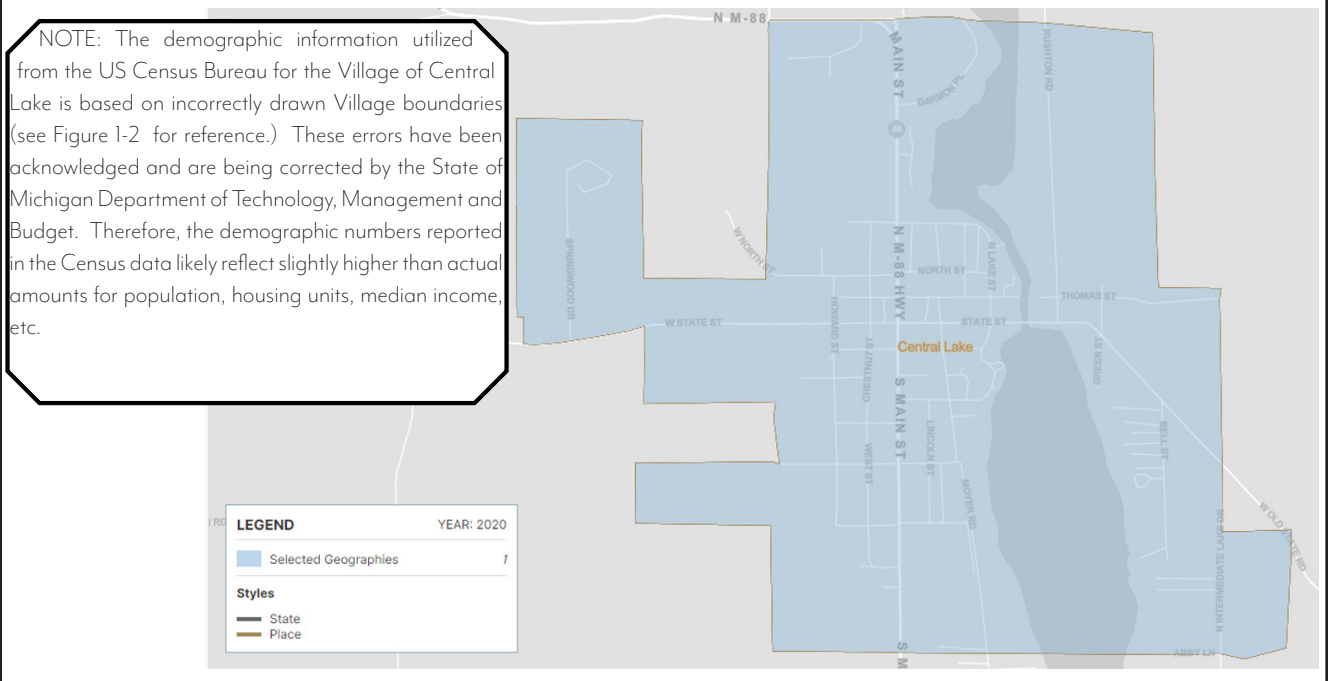 NOTE: The demographic information utilized
from the US Census Bureau for the Village of Central
Lake is based on incorrectly drawn Village boundaries
(see Figure 1-2 for reference.) These errors have been
acknowledged and are being corrected by the State of
Michigan Department of Technology, Management and
Budget. Therefore, the demographic numbers reported
in the Census data likely reflect slightly higher than actual
amounts for population, housing units, median income,
etc.
N M-88
MAIN ST
RUSHTON RD
DARMON PL
SPRINGWOOD DR
W NORTH ST
N M-88 HWY
NORTH ST
N LAKE ST
THOMAS ST
W STATE ST
HOWARD ST
STATE ST
Central Lake
CHESTNUT ST
GREEN ST
S MAIN ST
LINCOLN ST
BELL ST
WEST ST
MOYER RD
W OLD STATE RD
N INTERMEDIATE LAKE DR
ABBY LN
S M
RD
LEGEND YEAR: 2020
Selected Geographies 1
Styles
State
Place